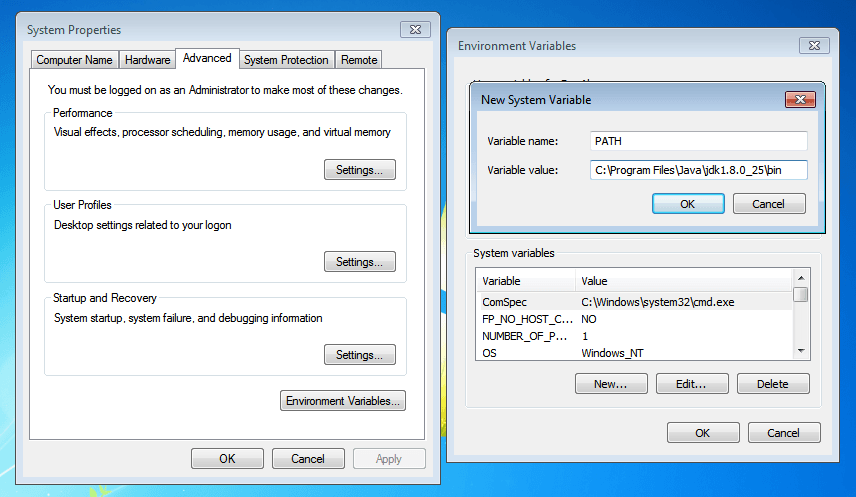 System Properties
Computer Name Hardware Advanced System Protection Remote
You must be logged on as an Administrator to make most of these changes.
Performance
Visual effects, processor scheduling, memory usage, and virtual memory
Settings...
User Profiles
Desktop settings related to your logon
Settings...
Startup and Recovery
System startup, system failure, and debugging information
Settings...
Environment Variables...
OK Cancel Apply
Environment Variables
New System Variable
Variable name: PATH
Variable value: C:\Program Files\Java\jdk1.8.0_25\bin
OK Cancel
System variables
Variable Value
ComSpec C:\Windows\system32\cmd.exe
FP_NO_HOST_C... NO
NUMBER_OF_P... 1
OS Windows_NT
New... Edit... Delete
OK Cancel